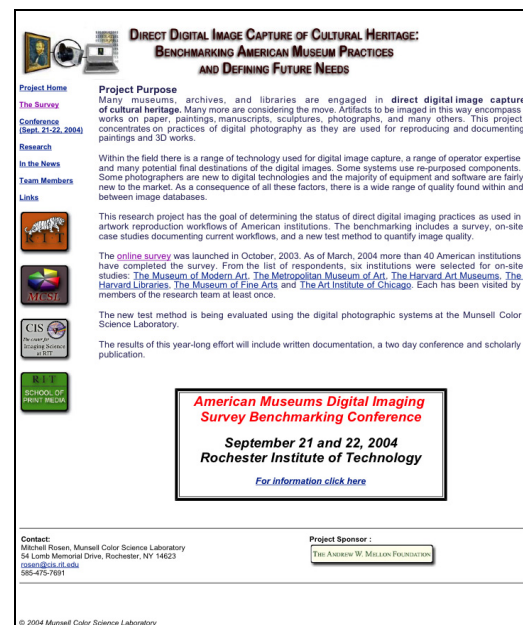 DIRECT DIGITAL IMAGE CAPTURE OF CULTURAL HERITAGE:
BENCHMARKING AMERICAN MUSEUM PRACTICES
AND DEFINING FUTURE NEEDS
Project Home
The Survey
Conference
(Sept. 21-22, 2004)
Research
In the News
Team Members
Links
R·I·T
MCSL
CIS
The center for
Imaging Science
at RIT
R·I·T
SCHOOL OF
PRINT MEDIA
Project Purpose
Many museums, archives, and libraries are engaged in direct digital image capture
of cultural heritage. Many more are considering the move. Artifacts to be imaged in this way encompass
works on paper, paintings, manuscripts, sculptures, photographs, and many others. This project
concentrates on practices of digital photography as they are used for reproducing and documenting
paintings and 3D works.
Within the field there is a range of technology used for digital image capture, a range of operator expertise
and many potential final destinations of the digital images. Some systems use re-purposed components.
Some photographers are new to digital technologies and the majority of equipment and software are fairly
new to the market. As a consequence of all these factors, there is a wide range of quality found within and
between image databases.
This research project has the goal of determining the status of direct digital imaging practices as used in
artwork reproduction workflows of American institutions. The benchmarking includes a survey, on-site
case studies documenting current workflows, and a new test method to quantify image quality.
The online survey was launched in October, 2003. As of March, 2004 more than 40 American institutions
have completed the survey. From the list of respondents, six institutions were selected for on-site
studies: The Museum of Modern Art, The Metropolitan Museum of Art, The Harvard Art Museums, The
Harvard Libraries, The Museum of Fine Arts and The Art Institute of Chicago. Each has been visited by
members of the research team at least once.
The new test method is being evaluated using the digital photographic systems at the Munsell Color
Science Laboratory.
The results of this year-long effort will include written documentation, a two day conference and scholarly
publication.
American Museums Digital Imaging
Survey Benchmarking Conference
September 21 and 22, 2004
Rochester Institute of Technology
For information click here
Contact:
Mitchell Rosen, Munsell Color Science Laboratory
54 Lomb Memorial Drive, Rochester, NY 14623
rosen@cis.rit.edu
585-475-7691
Project Sponsor :
THE ANDREW W. MELLON FOUNDATION
© 2004 Munsell Color Science Laboratory